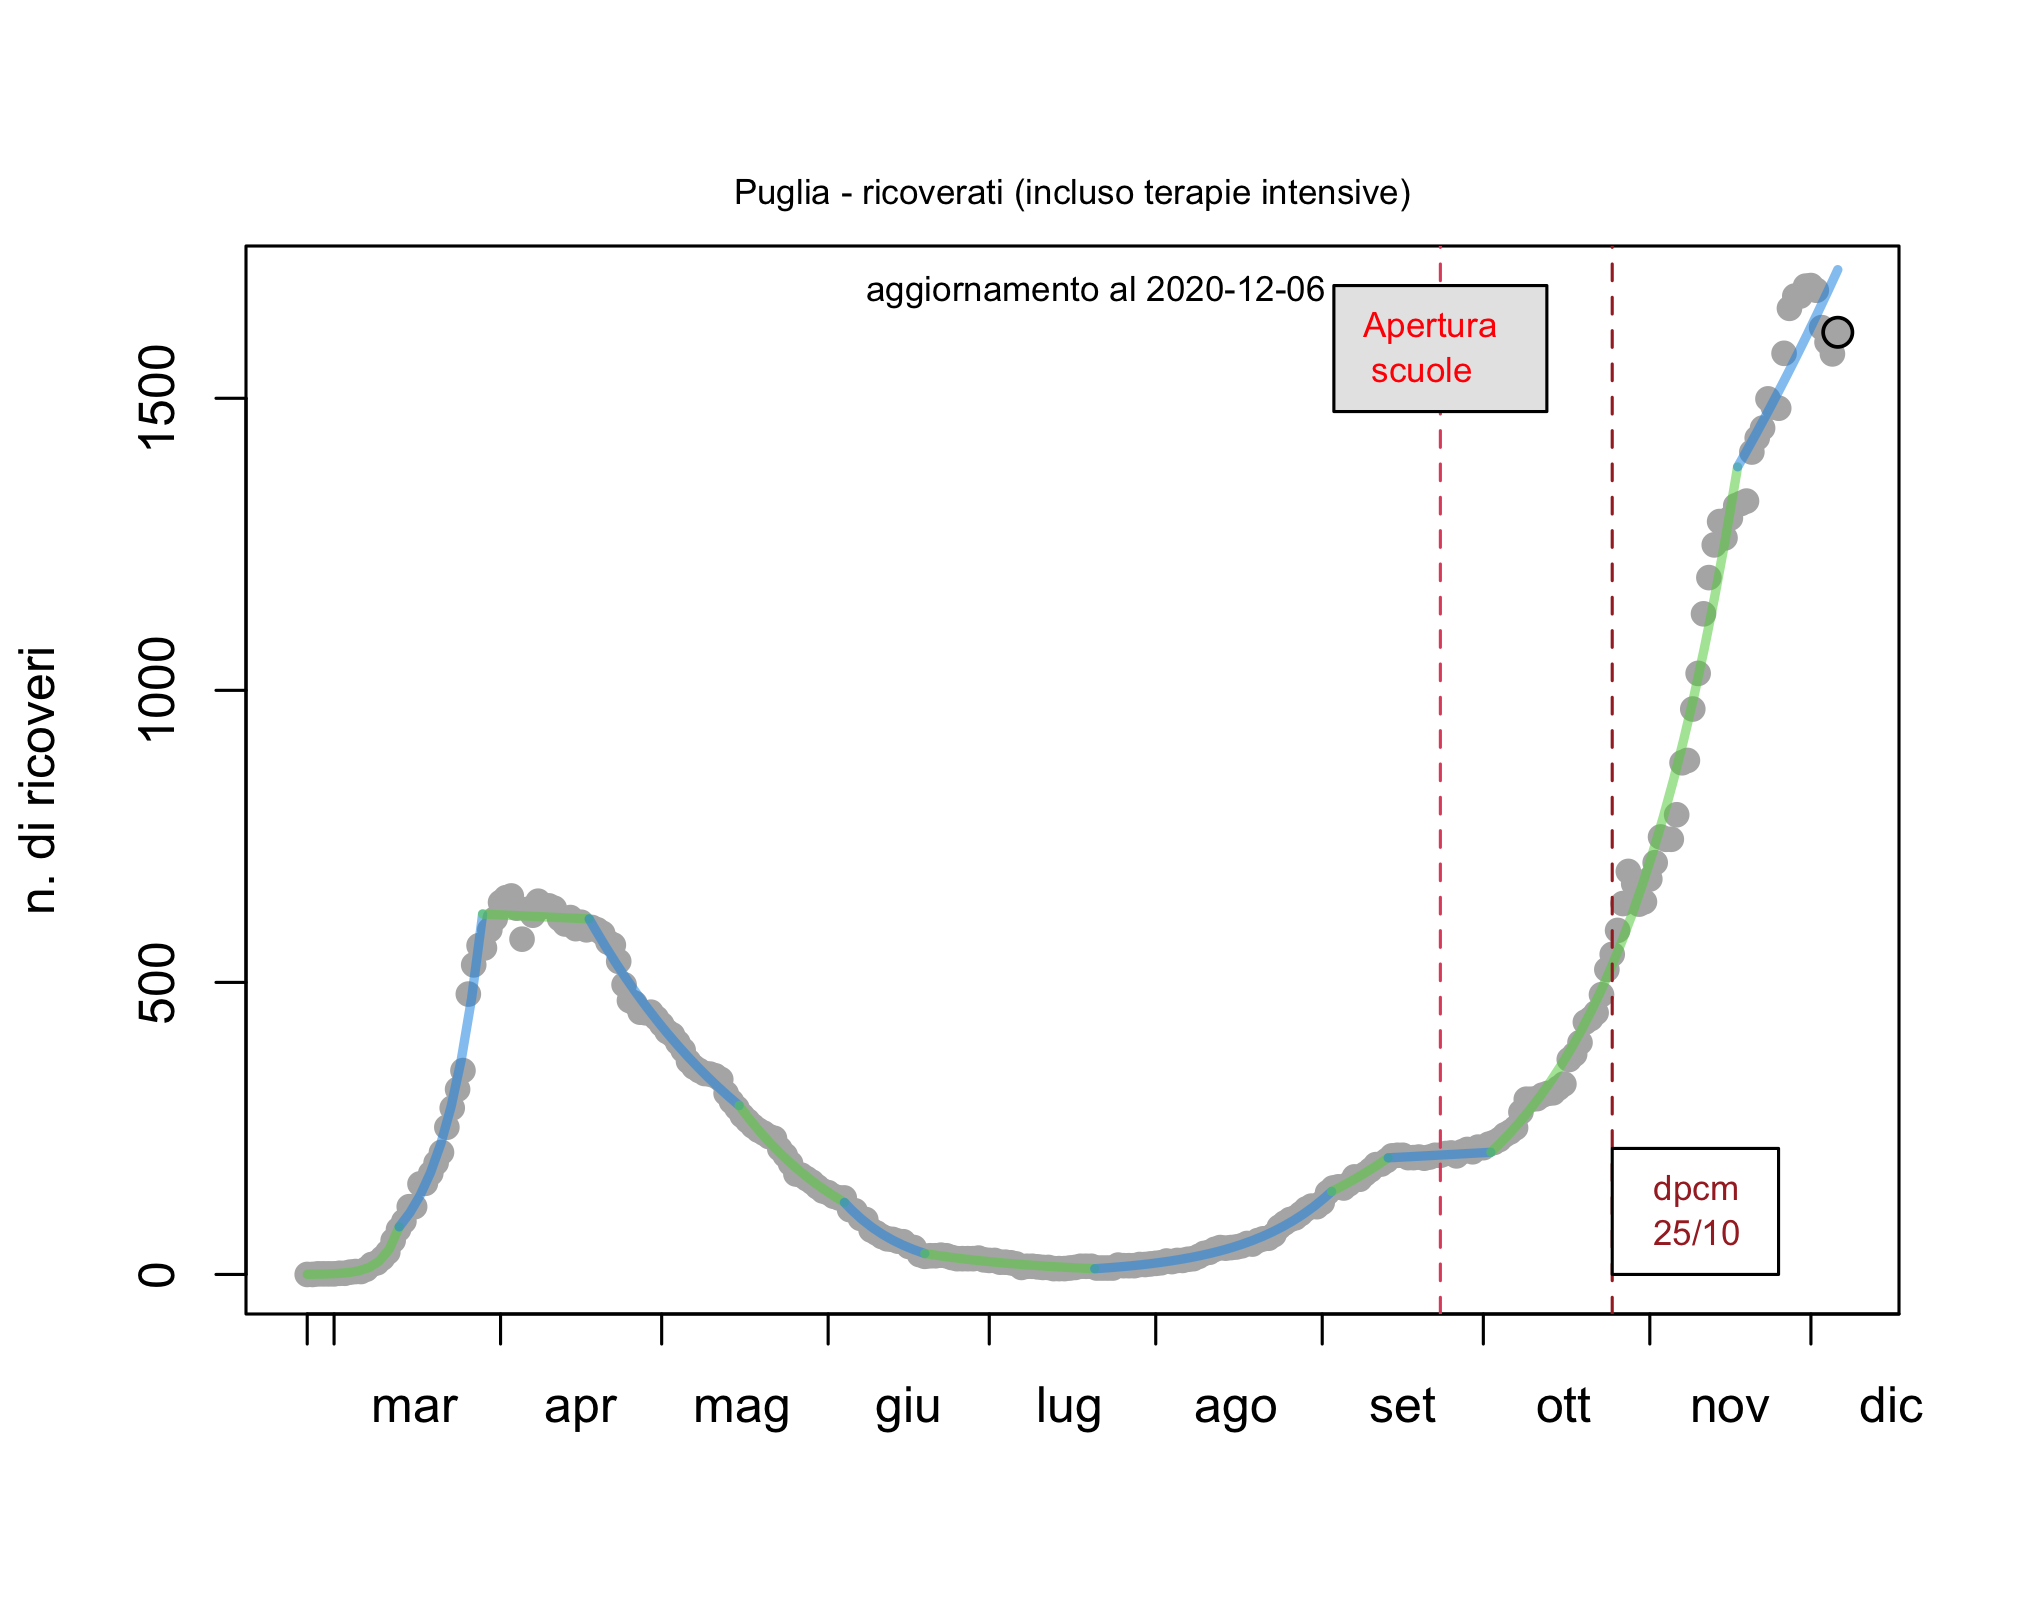 Puglia - ricoverati (incluso terapie intensive)
aggiornamento al 2020-12-06
Apertura
scuole
n. di ricoveri
1500
1000
500
0
dpcm
25/10
mar apr mag giu lug ago set ott nov dic